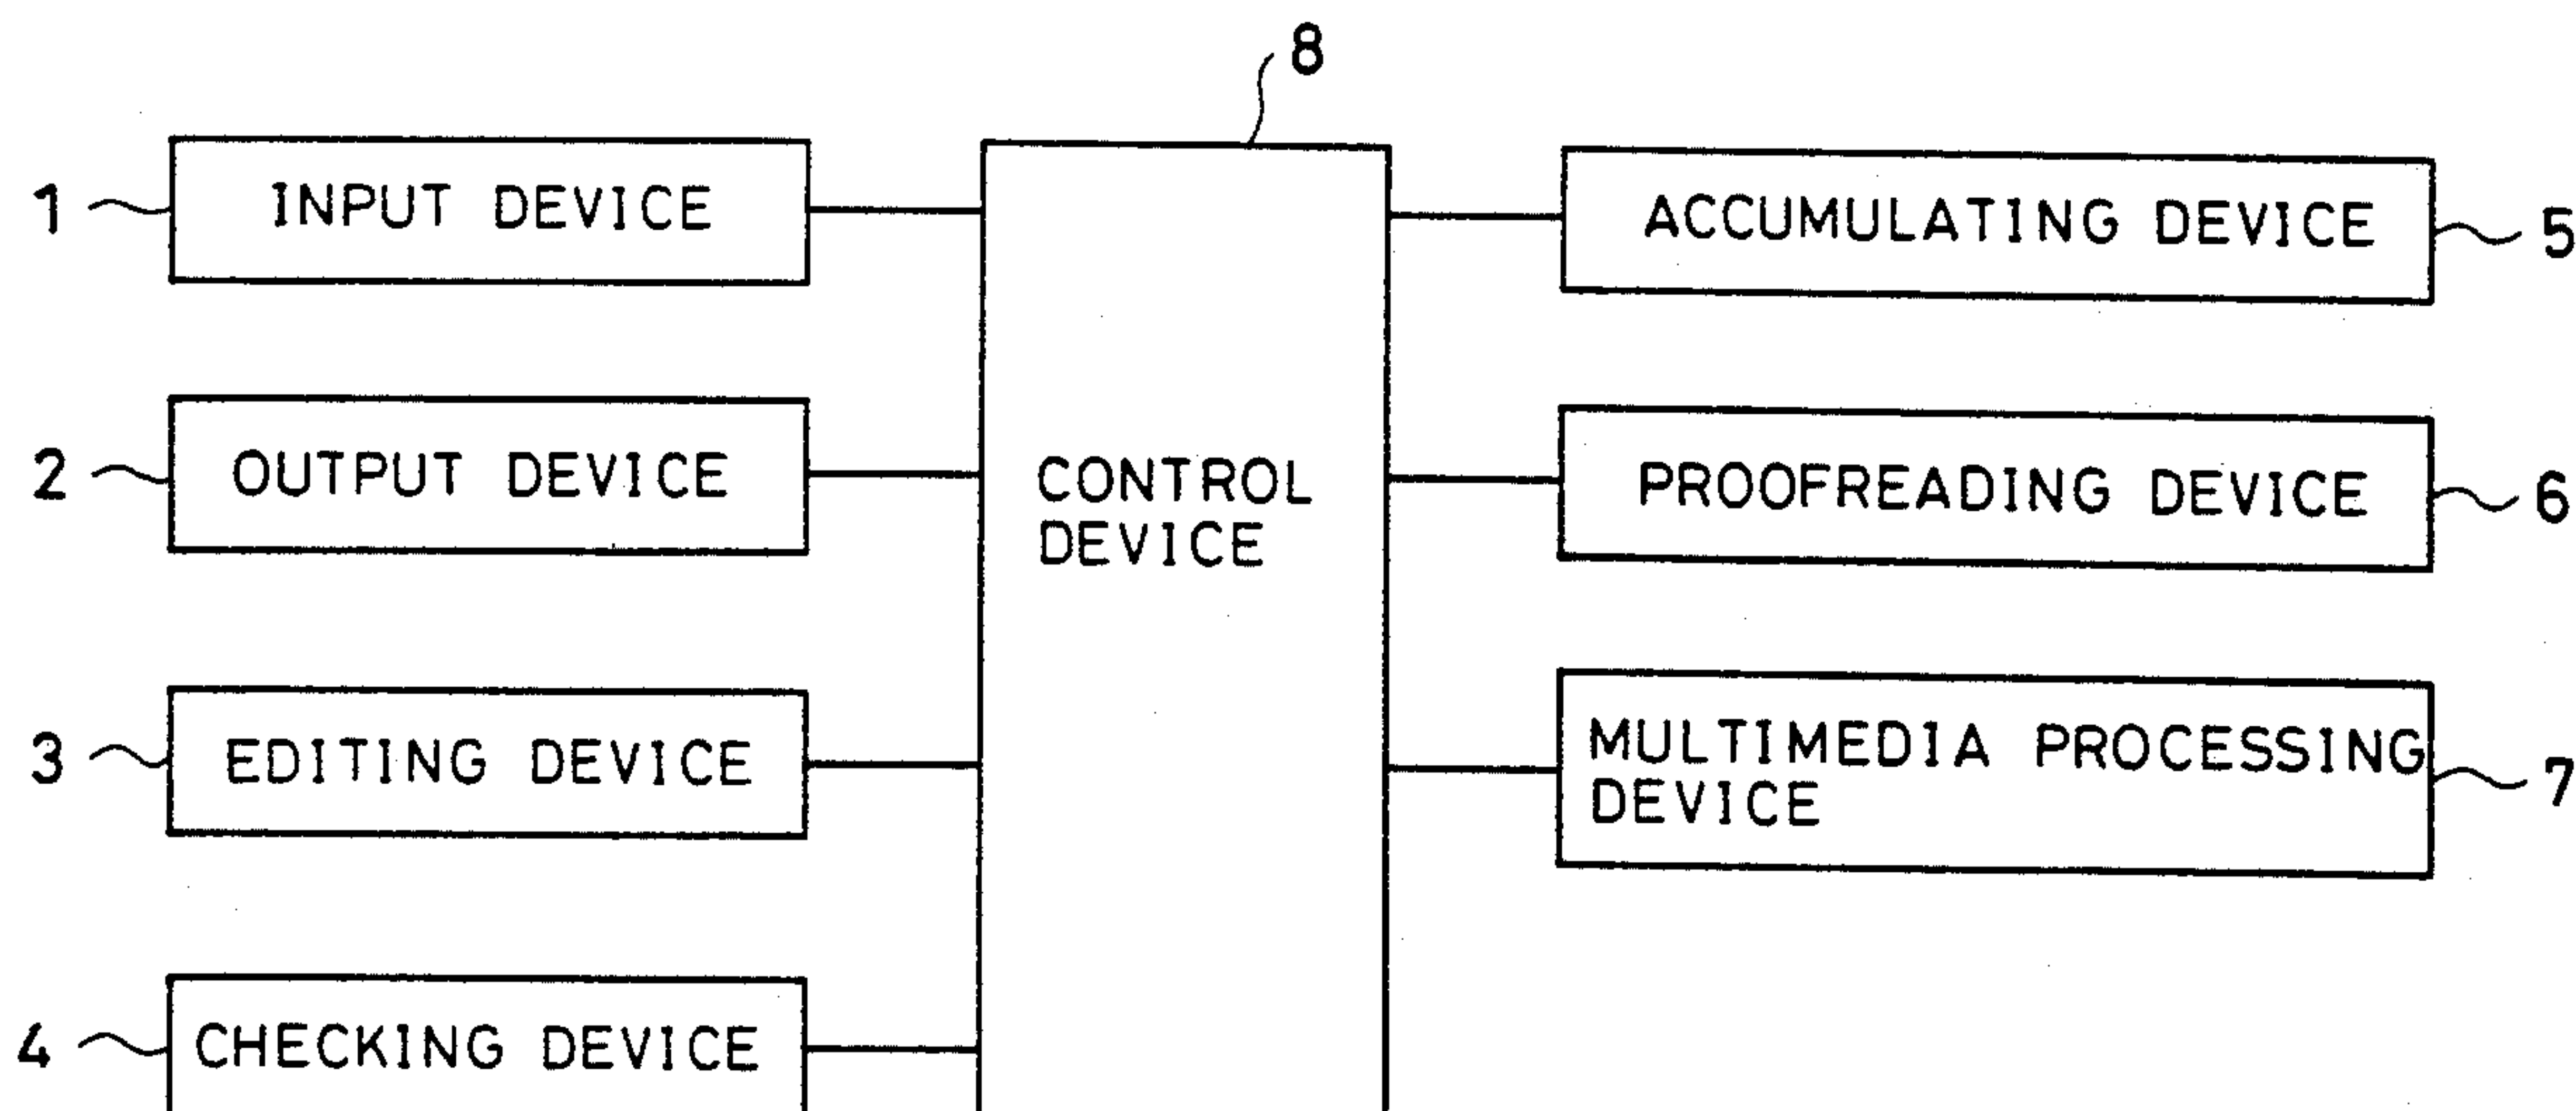 8
1 INPUT DEVICE
2 OUTPUT DEVICE
3 EDITING DEVICE
4 CHECKING DEVICE
CONTROL
DEVICE
ACCUMULATING DEVICE 5
PROOFREADING DEVICE 6
MULTIMEDIA PROCESSING 7
DEVICE